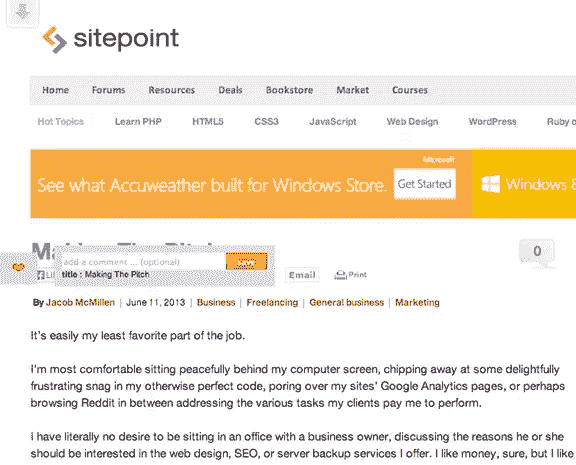 sitepoint
Home Forums Resources Deals Bookstore Market Courses
Hot Topics Learn PHP HTML5 CSS3 JavaScript Web Design WordPress Ruby
Microsoft
See what Accuweather built for Windows Store. Get Started Windows 8
Making The Pitch 0
add a comment ... (optional)
title : Making The Pitch Email Print
By Jacob McMillen | June 11, 2013 | Business | Freelancing | General business | Marketing
It's easily my least favorite part of the job.
I'm most comfortable sitting peacefully behind my computer screen, chipping away at some delightfully
frustrating snag in my otherwise perfect code, poring over my sites' Google Analytics pages, or perhaps
browsing Reddit in between addressing the various tasks my clients pay me to perform.
I have literally no desire to be sitting in an office with a business owner, discussing the reasons he or she
should be interested in the web design, SEO, or server backup services I offer. I like money, sure, but I like